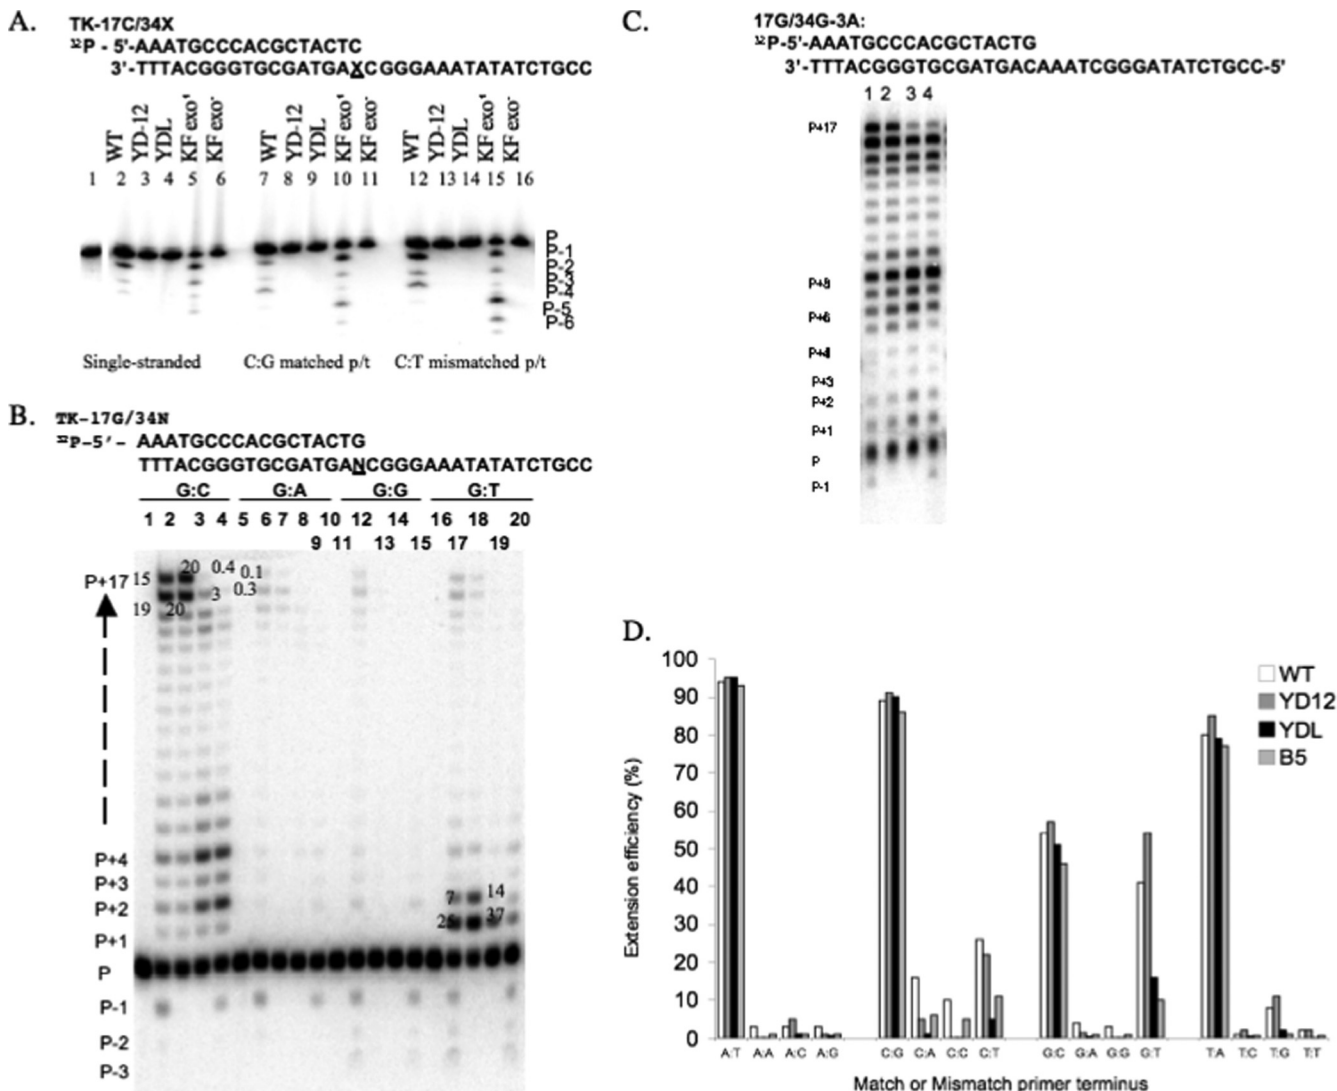 A.
TK-17C/34X
32P - 5'-AAATGCCCACGCTACTC
3'-TTTACGGGTGCGATGAXCGGGAAATATATCTGCC
WT YD-12 YDL KF exo+ KF exo- WT YD-12 YDL KF exo+ KF exo- WT YD-12 YDL KF exo+ KF exo-
1 2 3 4 5 6 7 8 9 10 11 12 13 14 15 16
P
P-1
P-2
P-3
P-4
P-5
P-6
Single-stranded C:G matched p/t C:T mismatched p/t
B. TK-17G/34N
32P-5'- AAATGCCCACGCTACTG
TTTACGGGTGCGATGANCGGGAAATATATCTGCC
G:C G:A G:G G:T
1 2 3 4 5 6 7 8 10 12 14 16 18 20
9 11 13 15 17 19
P+17 15 20 0.4 0.1
19 20 3 0.3
P+4
P+3
P+2
P+1
P
P-1
P-2
P-3
7 14
37
C.
17G/34G-3A:
32P-5'-AAATGCCCACGCTACTG
3'-TTTACGGGTGCGATGACAAATCGGGATATCTGCC-5'
1 2 3 4
P+17
P+8
P+6
P+4
P+3
P+2
P+1
P
P-1
D.
Extension efficiency (%)
100
90
80
70
60
50
40
30
20
10
0
WT
YD12
YDL
B5
A:T A:A A:C A:G C:G C:A C:C C:T G:C G:A G:G G:T T:A T:C T:G T:T
Match or Mismatch primer terminus